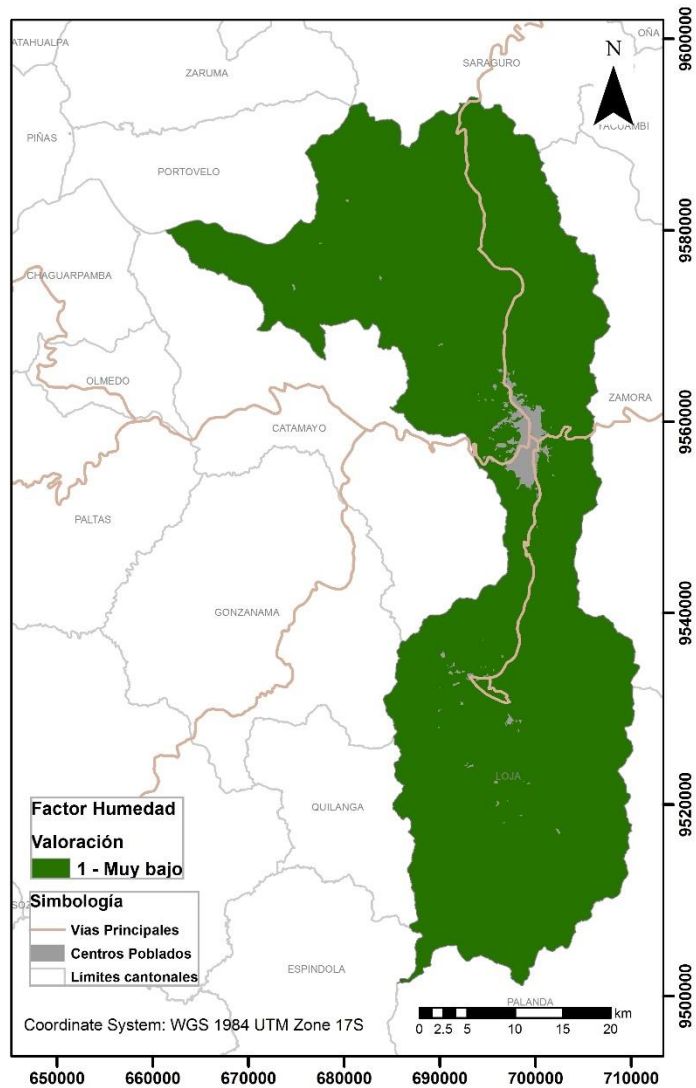 ATAHUALPA
ZARUMA
SARAGURO
OÑA
N
PIÑAS
PORTOVELO
YACUAMBI
CHAGUARPAMBA
OLMEDO
ZAMORA
CATAMAYO
PALTAS
GONZANAMA
LOJA
QUILANGA
SOZ
ESPINDOLA
PALANDA
Factor Humedad
Valoración
1 - Muy bajo
Simbología
Vías Principales
Centros Poblados
Límites cantonales
Coordinate System: WGS 1984 UTM Zone 17S
0 2.5 5 10 15 20 km
9600000
9580000
9560000
9540000
9520000
9500000
650000 660000 670000 680000 690000 700000 710000